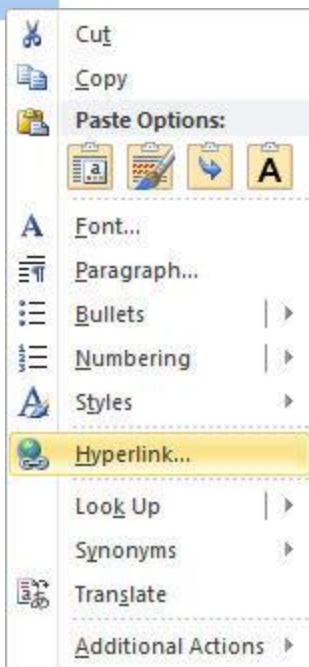 Cut
Copy
Paste Options:
a A
A Font...
Paragraph...
Bullets
Numbering
Styles
Hyperlink...
Look Up
Synonyms
Translate
Additional Actions